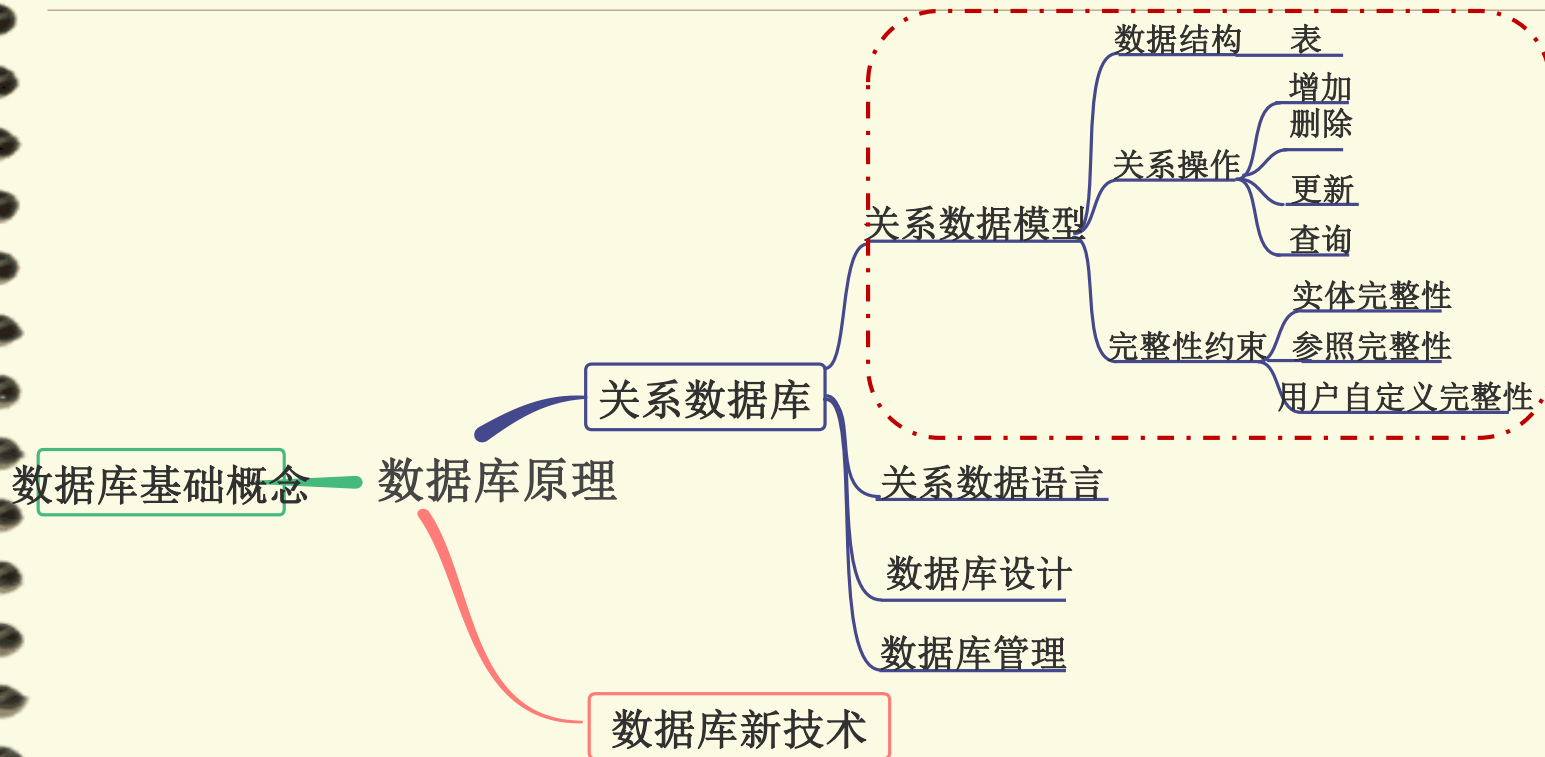 数据结构 表
增加
删除
关系操作
更新
关系数据模型
查询
实体完整性
完整性约束 参照完整性
用户自定义完整性
关系数据库
数据库基础概念 数据库原理
关系数据语言
数据库设计
数据库管理
数据库新技术